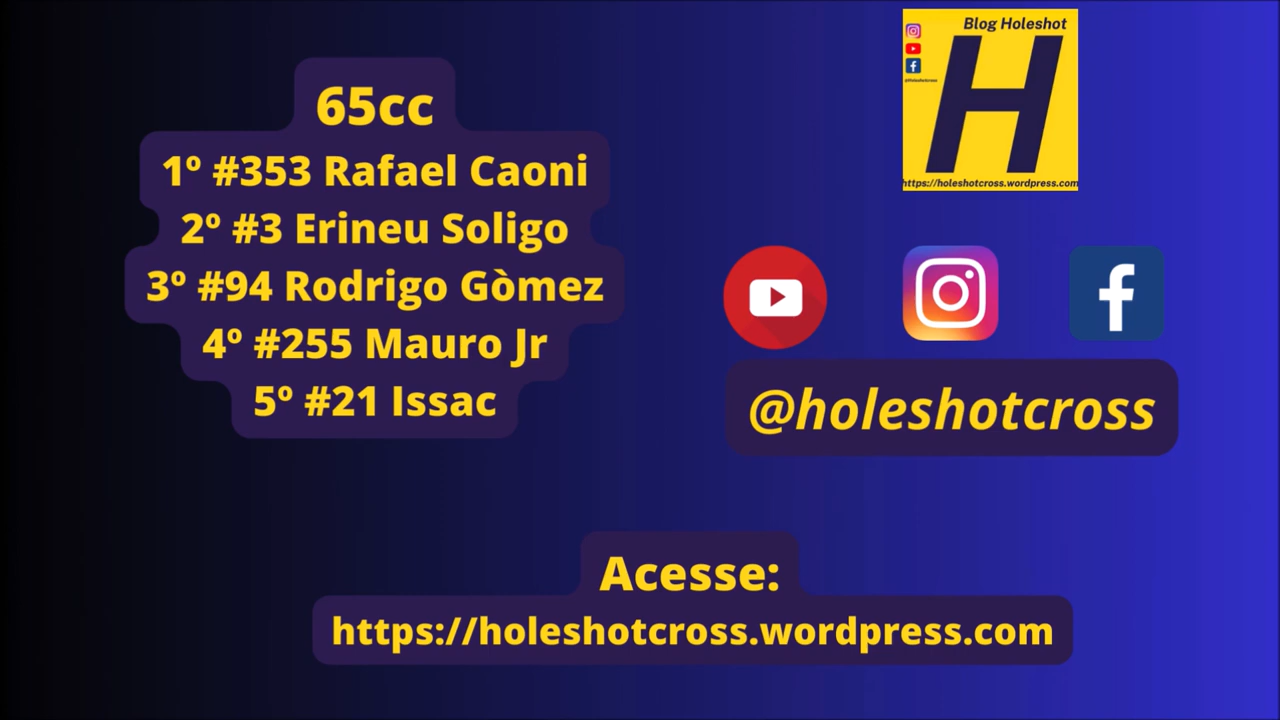 65cc
1º #353 Rafael Caoni
2º #3 Erineu Soligo
3º #94 Rodrigo Gòmez
4º #255 Mauro Jr
5º #21 Issac
Blog Holeshot
@holeshotcross
H
https://holeshotcross.wordpress.com
@holeshotcross
Acesse:
https://holeshotcross.wordpress.com